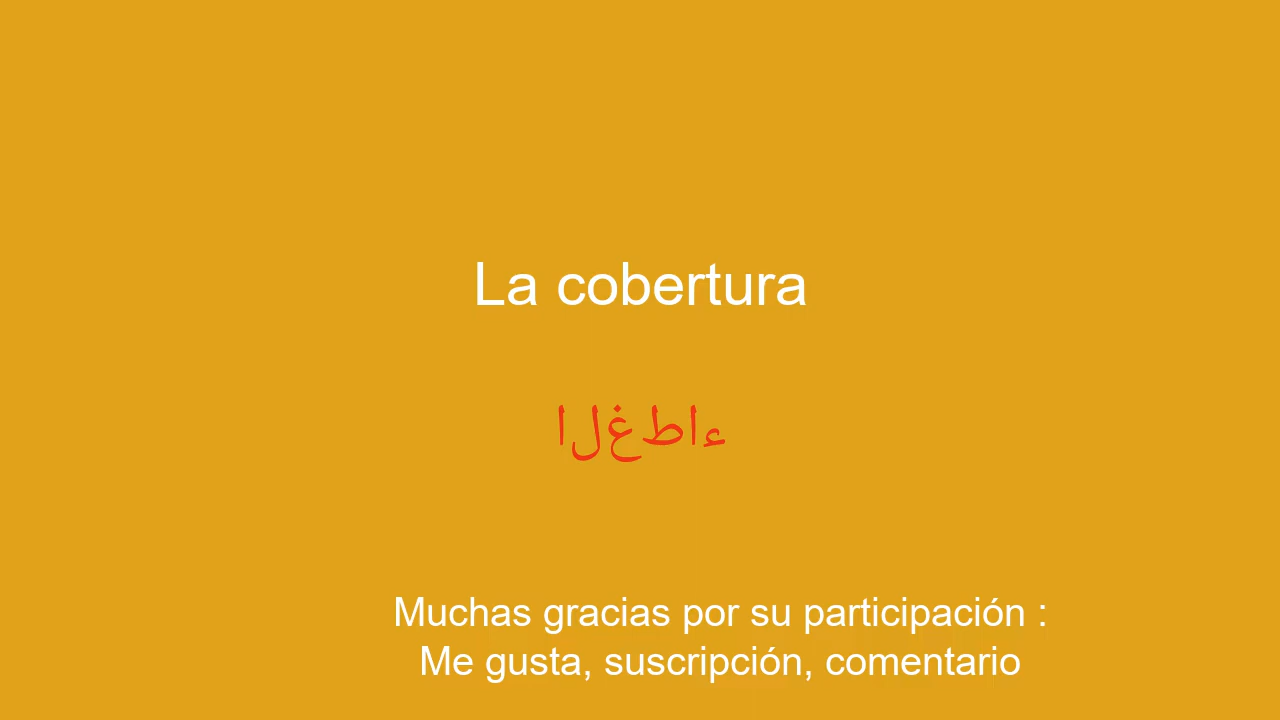 La cobertura
الغطاء
Muchas gracias por su participación :
Me gusta, suscripción, comentario